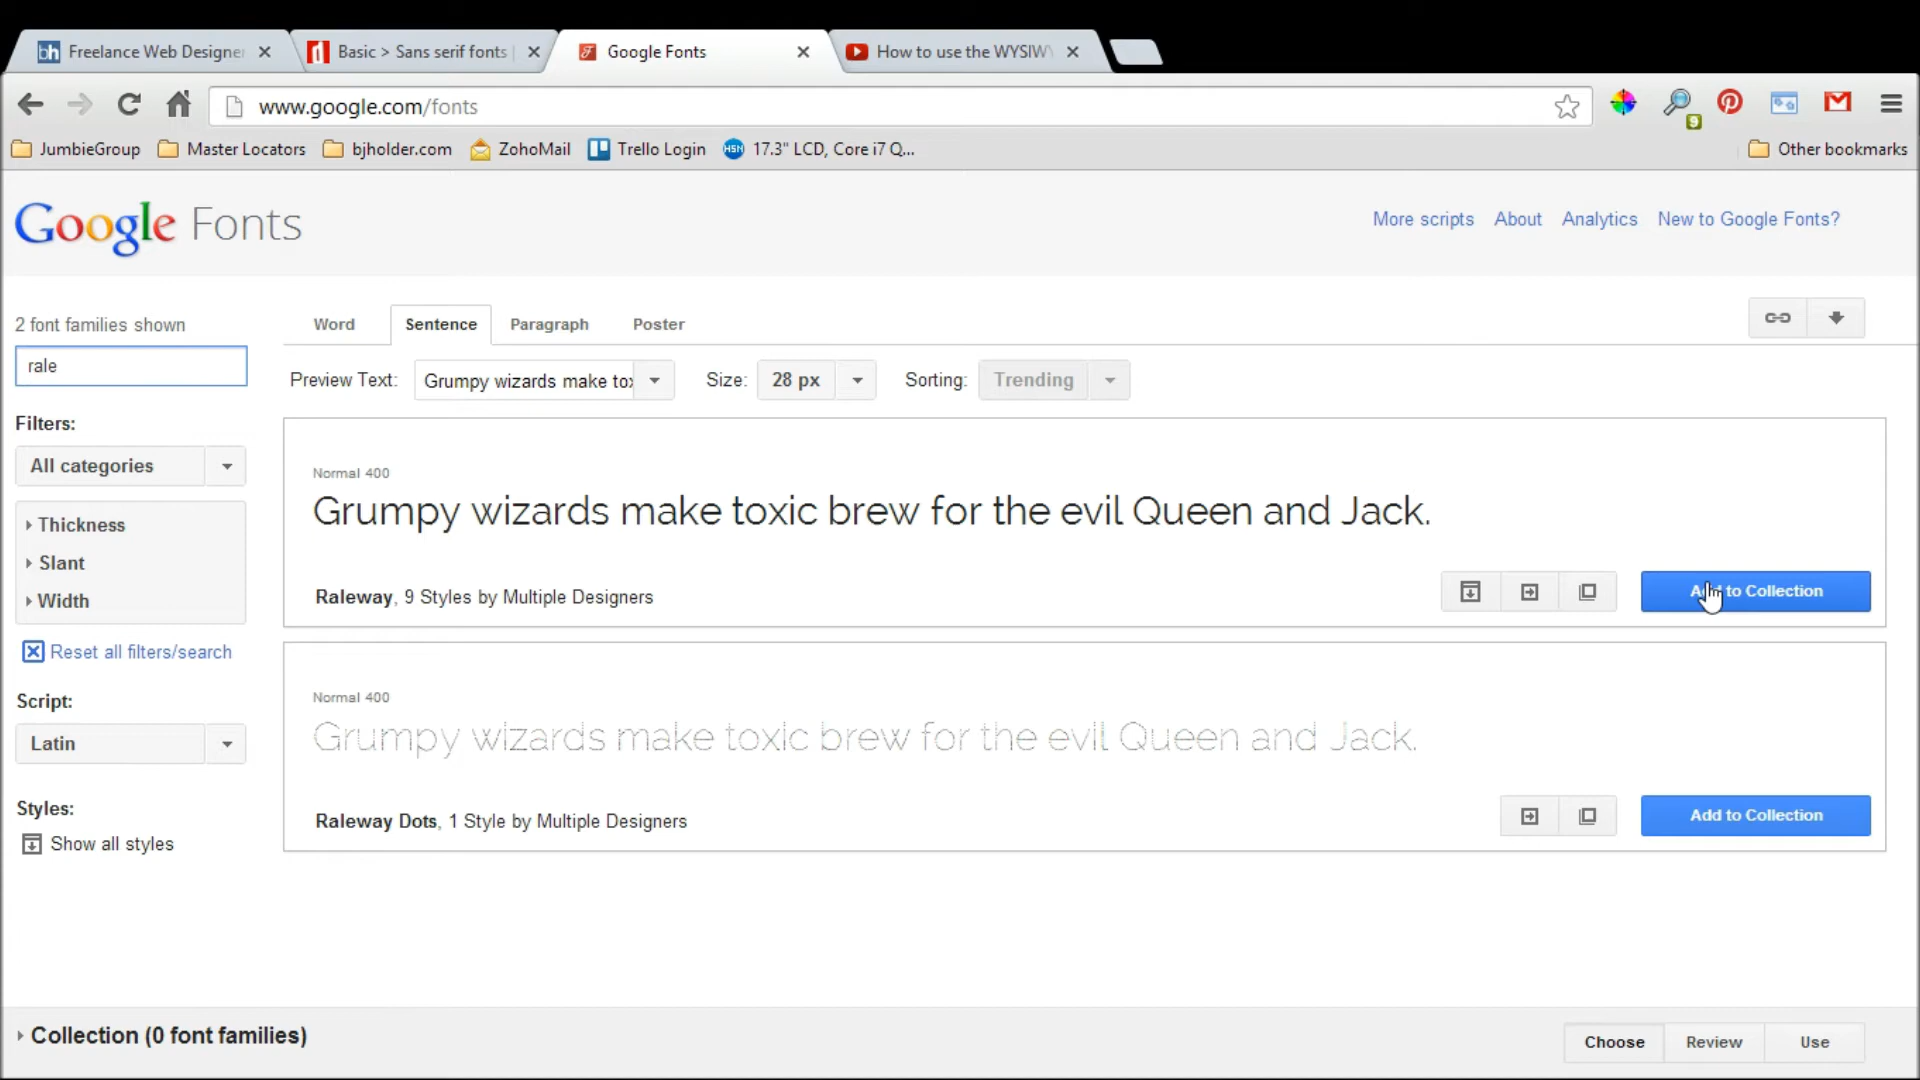 Freelance Web Designer
Basic > Sans serif fonts |
Google Fonts
How to use the WYSIWY
www.google.com/fonts
9
JumbieGroup
Master Locators
bjholder.com
ZohoMail
Trello Login
HSN
17.3" LCD, Core i7 Q...
Other bookmarks
Google Fonts
More scripts
About
Analytics
New to Google Fonts?
2 font families shown
rale
Filters:
All categories
Thickness
Slant
Width
Reset all filters/search
Script:
Latin
Styles:
Show all styles
Word
Sentence
Paragraph
Poster
Preview Text:
Grumpy wizards make tox
Size:
28 px
Sorting:
Trending
Normal 400
Grumpy wizards make toxic brew for the evil Queen and Jack.
Raleway, 9 Styles by Multiple Designers
Add to Collection
Normal 400
Grumpy wizards make toxic brew for the evil Queen and Jack.
Raleway Dots, 1 Style by Multiple Designers
Add to Collection
Collection (0 font families)
Choose
Review
Use